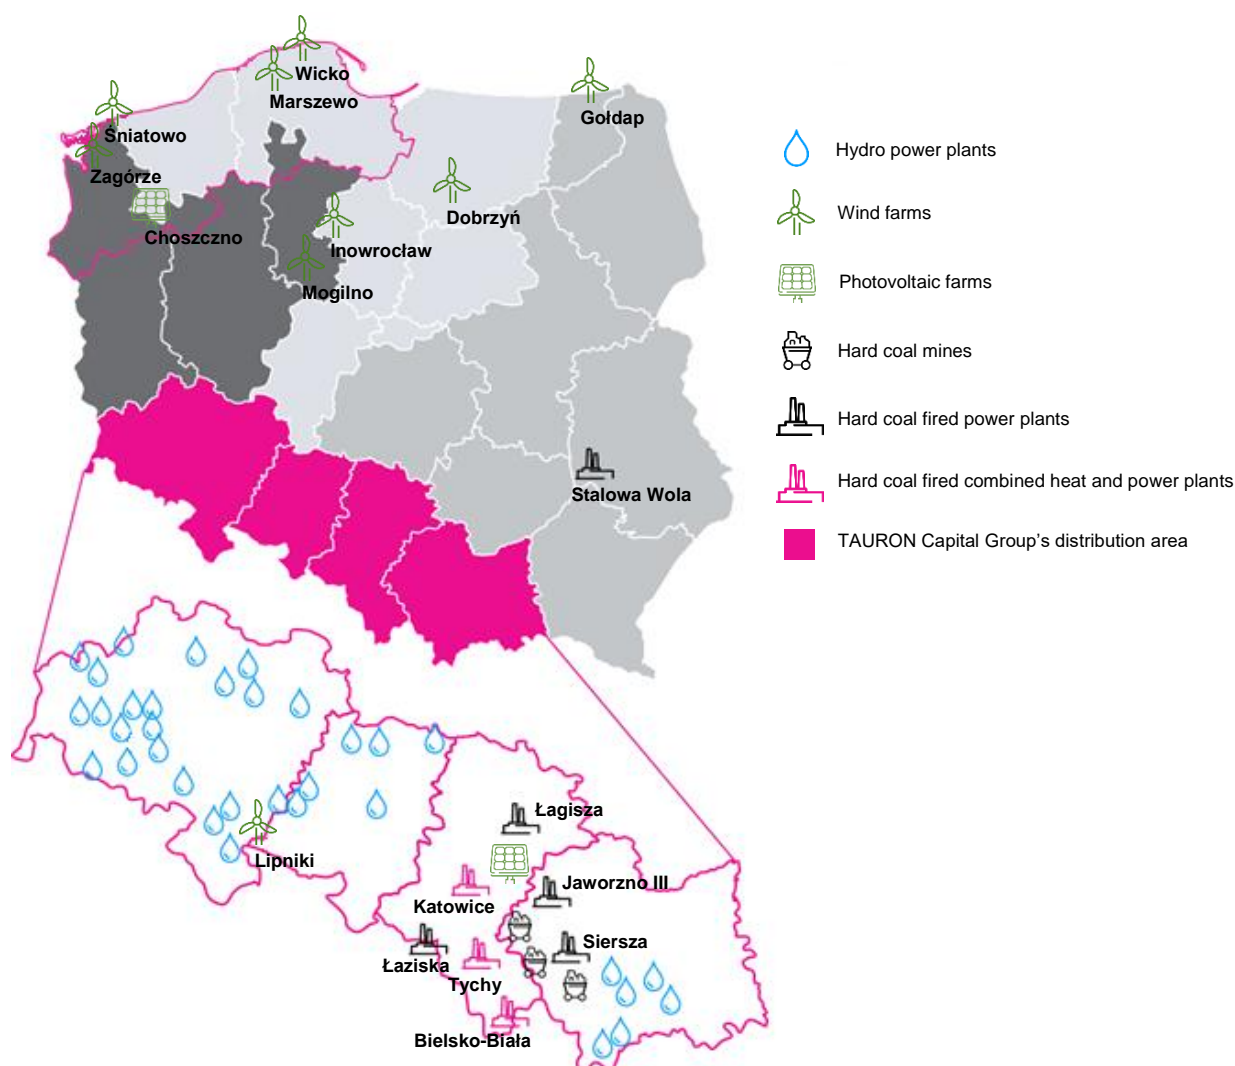 Wicko
Marszewo
Gołdap
Śniatowo
Zagórze
Dobrzyń
Choszczno
Inowrocław
Mogilno
Stalowa Wola
Hydro power plants
Wind farms
Photovoltaic farms
Hard coal mines
Hard coal fired power plants
Hard coal fired combined heat and power plants
TAURON Capital Group’s distribution area
Łagisza
Lipniki
Jaworzno III
Katowice
Siersza
Łaziska
Tychy
Bielsko-Biała